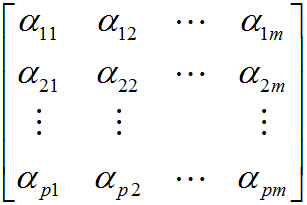 α₁₁ α₁₂ ⋯ α₁ₘ
α₂₁ α₂₂ ⋯ α₂ₘ
⋮ ⋮ ⋮
αₚ₁ αₚ₂ ⋯ αₚₘ